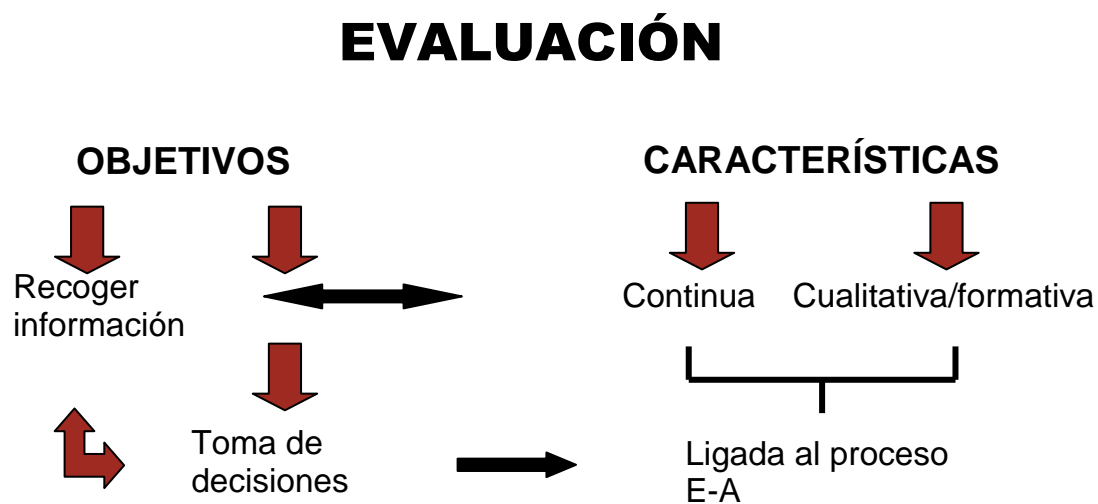 EVALUACIÓN
OBJETIVOS
CARACTERÍSTICAS
Recoger
información
Continua
Cualitativa/formativa
Toma de
decisiones
Ligada al proceso
E-A